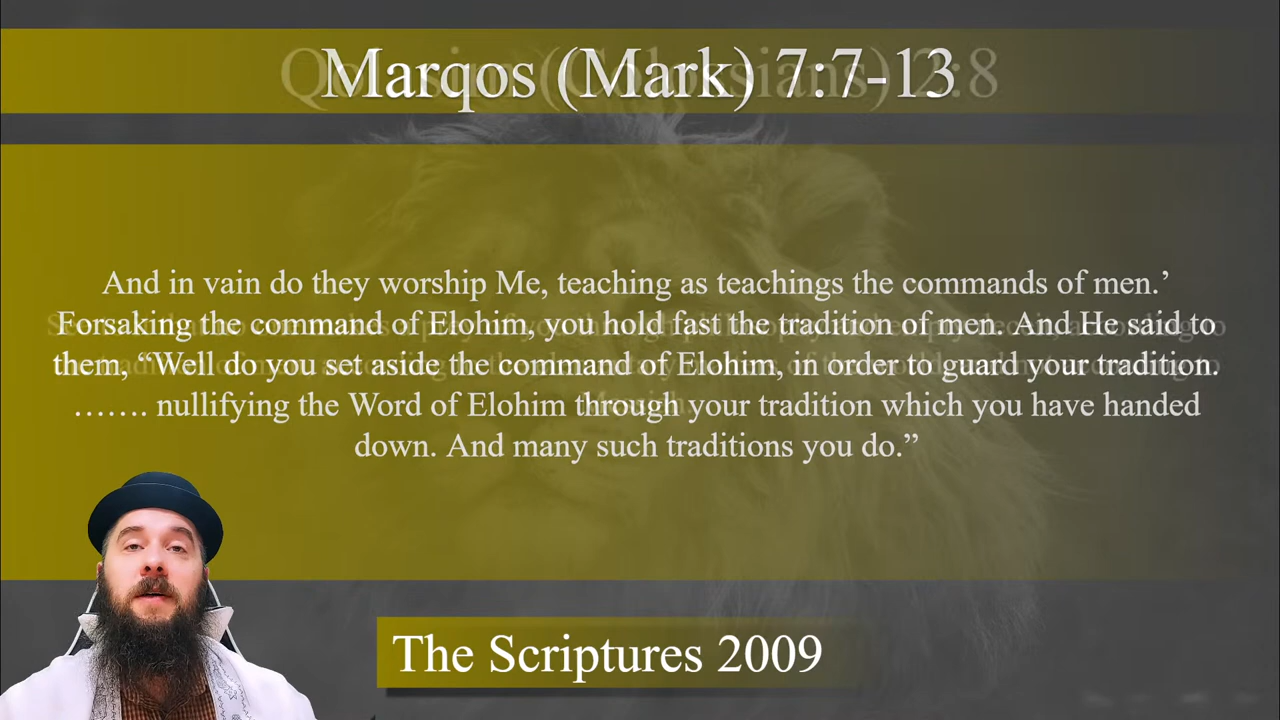 Marqos (Mark) 7:7-13
And in vain do they worship Me, teaching as teachings the commands of men.’
Forsaking the command of Elohim, you hold fast the tradition of men. And He said to
them, “Well do you set aside the command of Elohim, in order to guard your tradition.
……. nullifying the Word of Elohim through your tradition which you have handed
down. And many such traditions you do.”
The Scriptures 2009